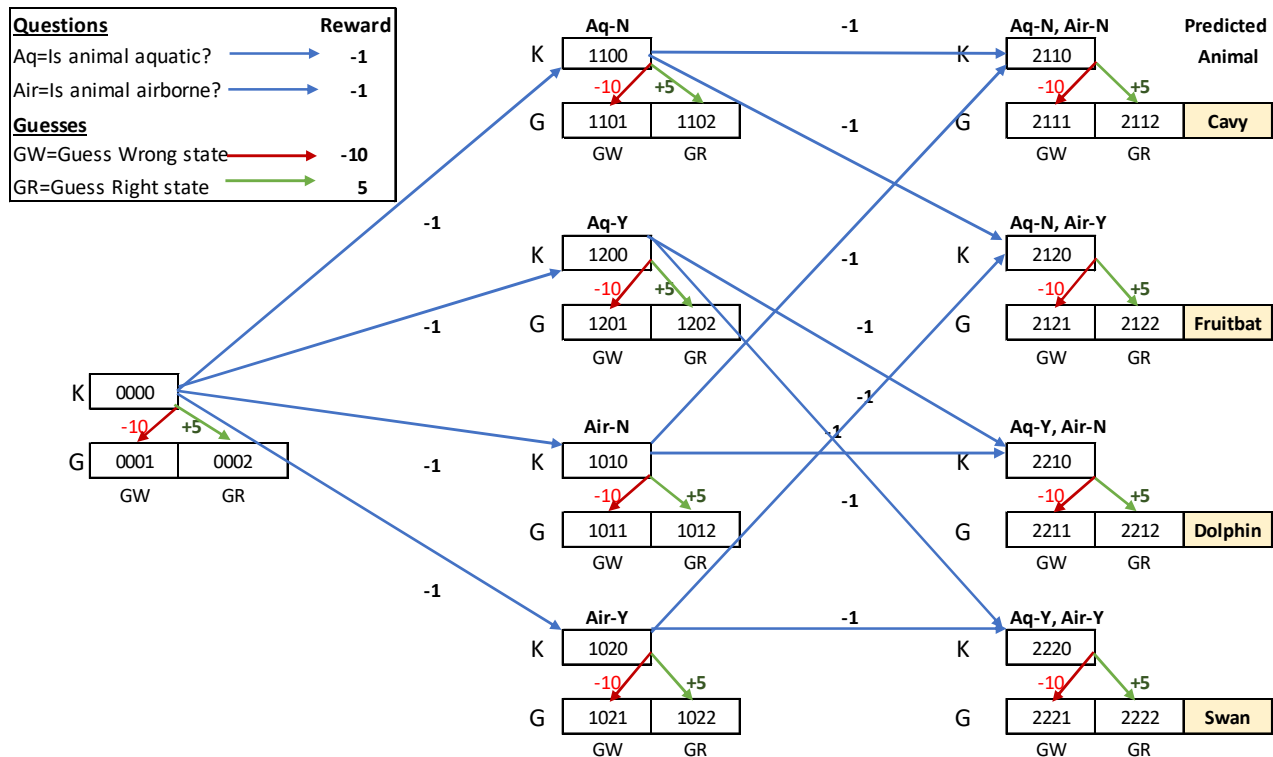 Questions Reward
Aq=Is animal aquatic? -1
Air=Is animal airborne? -1
Guesses
GW=Guess Wrong state -10
GR=Guess Right state 5
Aq-N -1 Aq-N, Air-N Predicted
Animal
K 1100 K 2110
-10 +5 -10 +5
G 1101 1102 -1 G 2111 2112 Cavy
GW GR GW GR
-1 Aq-Y Aq-N, Air-Y
K 1200 -1 K 2120
-10 +5 -10 +5
G 1201 1202 -1 G 2121 2122 Fruitbat
-1 GW GR GW GR
K 0000 -1
-10 +5 Air-N -1 Aq-Y, Air-N
G 0001 0002 -1 K 1010 K 2210
GW GR -10 +5 -1 -10 +5
G 1011 1012 G 2211 2212 Dolphin
GW GR GW GR
-1 Air-Y -1 Aq-Y, Air-Y
K 1020 K 2220
-10 +5 -10 +5
G 1021 1022 G 2221 2222 Swan
GW GR GW GR